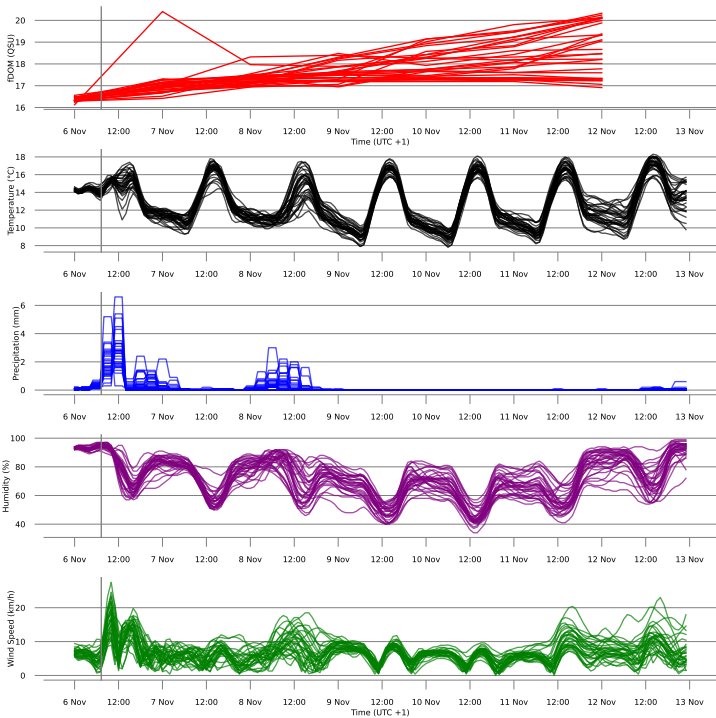 fDOM (QSU)
20
19
18
17
16
6 Nov 12:00 7 Nov 12:00 8 Nov 12:00 9 Nov 12:00 10 Nov 12:00 11 Nov 12:00 12 Nov 12:00 13 Nov
Time (UTC +1)
Temperature (°C)
18
16
14
12
10
8
6 Nov 12:00 7 Nov 12:00 8 Nov 12:00 9 Nov 12:00 10 Nov 12:00 11 Nov 12:00 12 Nov 12:00 13 Nov
Precipitation (mm)
6
4
2
0
6 Nov 12:00 7 Nov 12:00 8 Nov 12:00 9 Nov 12:00 10 Nov 12:00 11 Nov 12:00 12 Nov 12:00 13 Nov
Humidity (%)
100
80
60
40
6 Nov 12:00 7 Nov 12:00 8 Nov 12:00 9 Nov 12:00 10 Nov 12:00 11 Nov 12:00 12 Nov 12:00 13 Nov
Wind Speed (km/h)
20
10
0
6 Nov 12:00 7 Nov 12:00 8 Nov 12:00 9 Nov 12:00 10 Nov 12:00 11 Nov 12:00 12 Nov 12:00 13 Nov
Time (UTC +1)